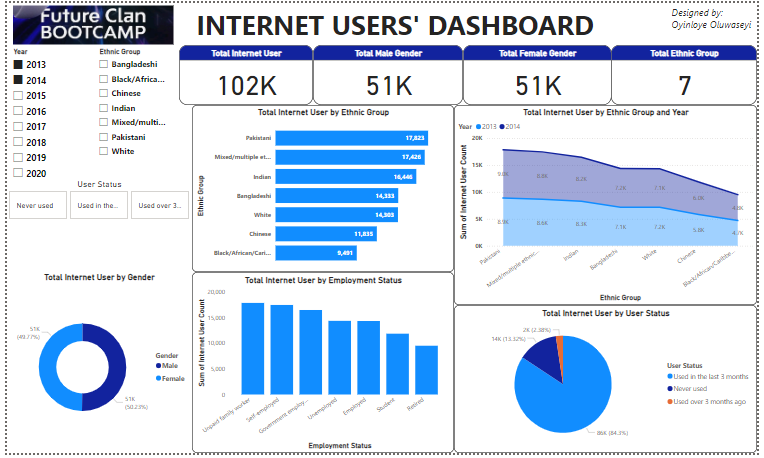 Future Clan
BOOTCAMP
INTERNET USERS' DASHBOARD
Designed by:
Oyinloye Oluwaseyi
Year
2013
2014
2015
2016
2017
2018
2019
2020
Ethnic Group
Bangladeshi
Black/Africa...
Chinese
Indian
Mixed/multi...
Pakistani
White
User Status
Never used
Used in the...
Used over 3...
Total Internet User
102K
Total Male Gender
51K
Total Female Gender
51K
Total Ethnic Group
7
Total Internet User by Ethnic Group
Ethnic Group
Pakistani 17,823
Mixed/multiple et... 17,426
Indian 16,446
Bangladeshi 14,333
White 14,303
Chinese 11,835
Black/African/Cari... 9,491
Total Internet User by Ethnic Group and Year
Year 2013 2014
Sum of Internet User Count
20K
15K
10K
5K
0K
9.0K 8.8K 8.2K 7.2K 7.1K 6.0K 4.8K
8.9K 8.6K 8.3K 7.1K 7.2K 5.8K 4.7K
Pakistani
Mixed/multiple ethnic...
Indian
Bangladeshi
White
Chinese
Black/African/Caribbe...
Ethnic Group
Total Internet User by Gender
51K
(49.77%)
51K
(50.23%)
Gender
Male
Female
Total Internet User by Employment Status
Sum of Internet User Count
20,000
15,000
10,000
5,000
0
Unpaid family worker
Self employed
Government employ...
Unemployed
Employed
Student
Retired
Employment Status
Total Internet User by User Status
2K (2.38%)
14K (13.32%)
86K (84.3%)
User Status
Used in the last 3 months
Never used
Used over 3 months ago